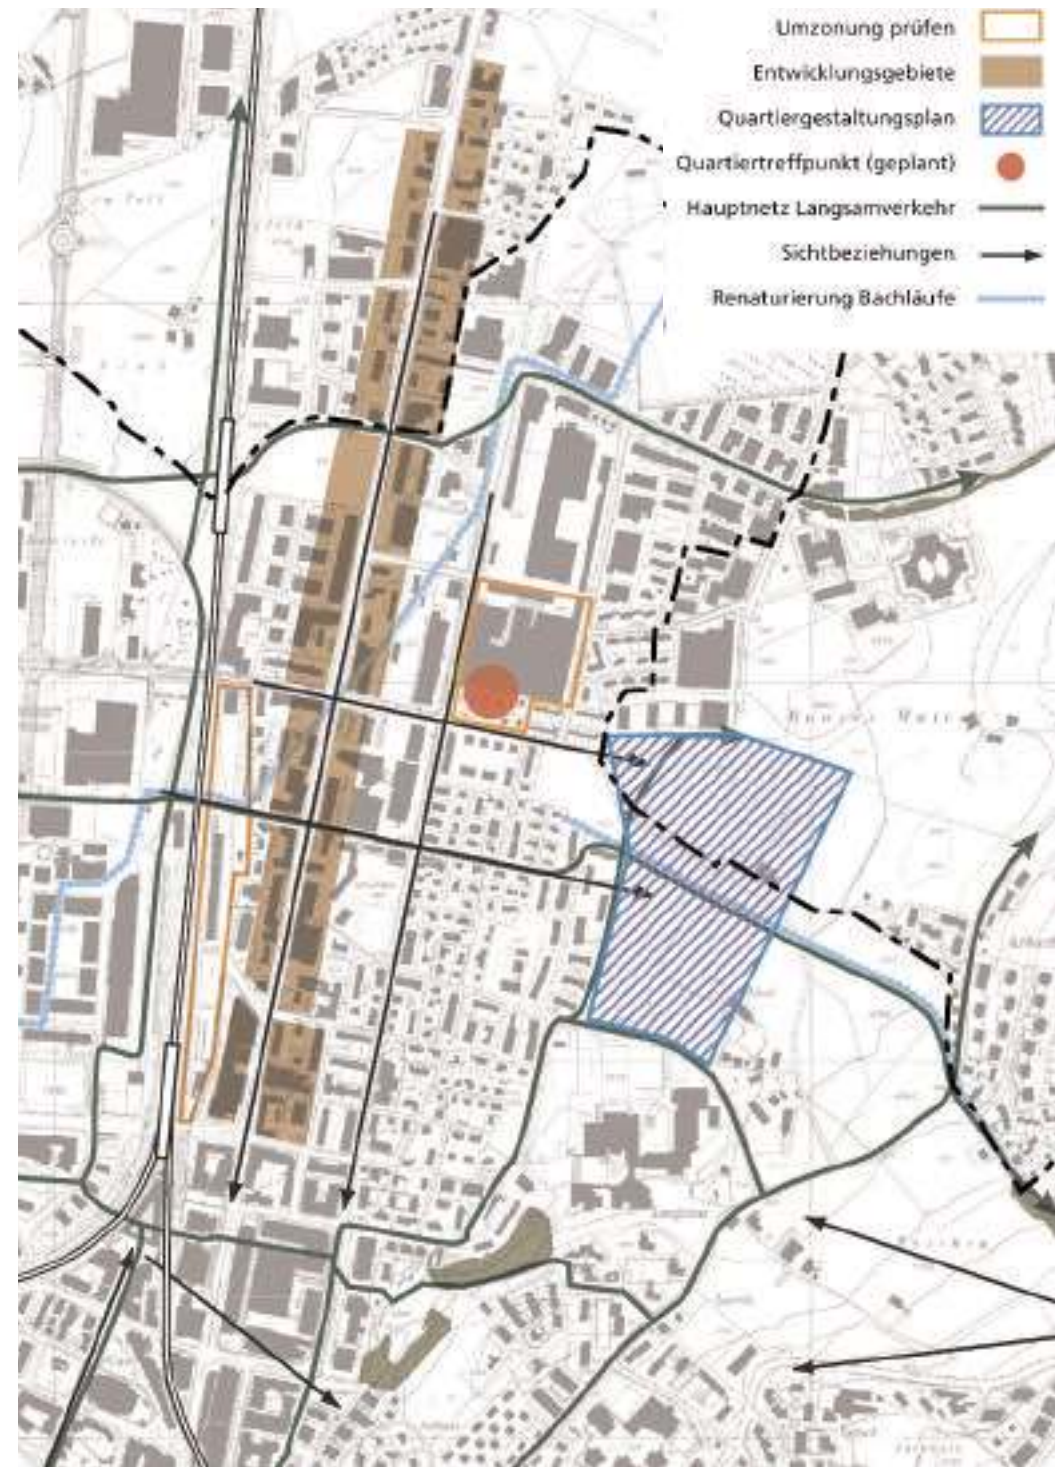 Umzonung prüfen
Entwicklungsgebiete
Quartiergestaltungsplan
Quartiertreffpunkt (geplant)
Hauptnetz Langsamverkehr
Sichtbeziehungen
Renaturierung Bachläufe